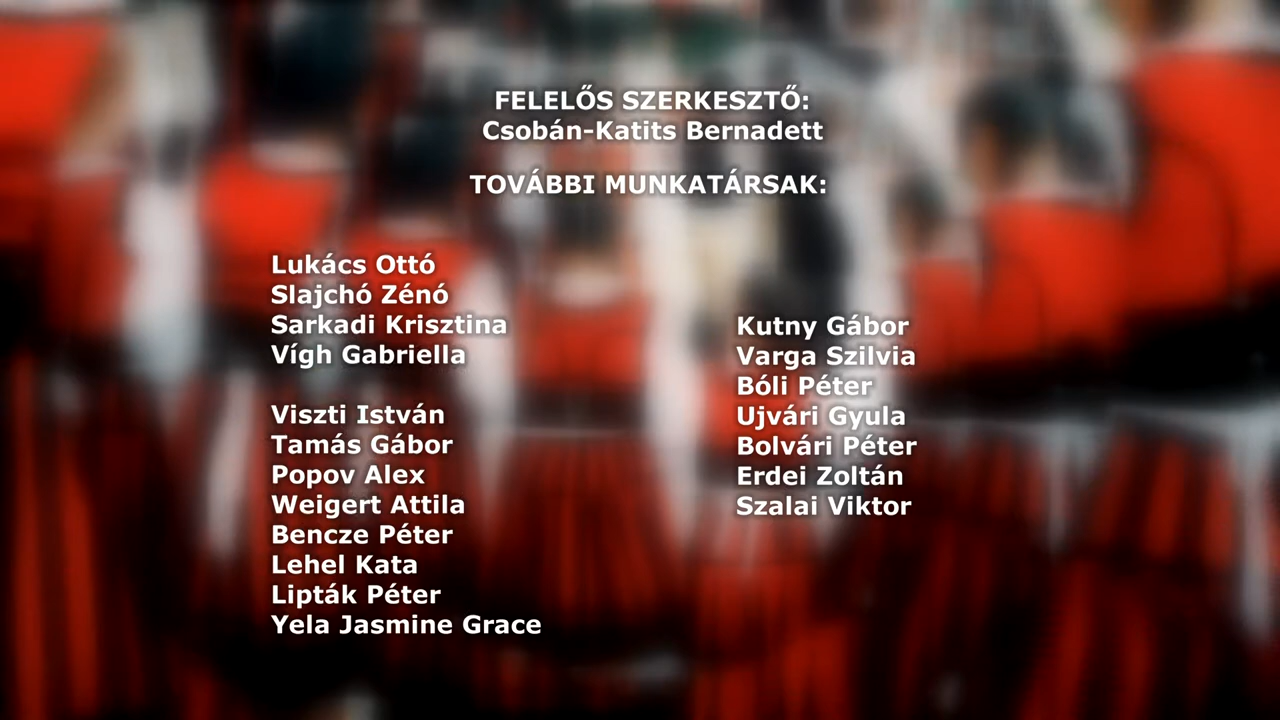 FELELŐS SZERKESZTŐ:
Csobán-Katits Bernadett
TOVÁBBI MUNKATÁRSAK:
Lukács Ottó
Slajchó Zénó
Sarkadi Krisztina
Vígh Gabriella
Viszti István
Tamás Gábor
Popov Alex
Weigert Attila
Bencze Péter
Lehel Kata
Lipták Péter
Yela Jasmine Grace
Kutny Gábor
Varga Szilvia
Bóli Péter
Ujvári Gyula
Bolvári Péter
Erdei Zoltán
Szalai Viktor